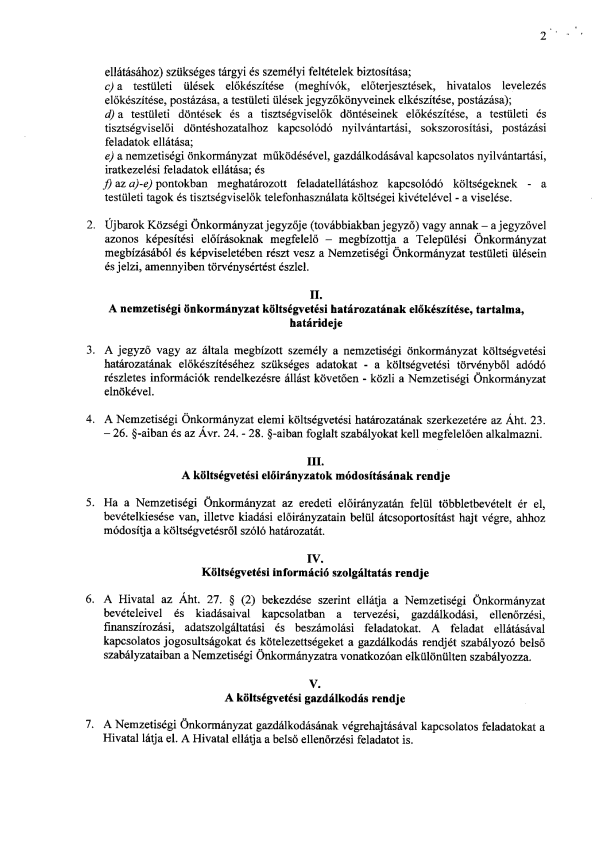 2
ellátásához) szükséges tárgyi és személyi feltételek biztosítása;
c) a testületi ülések előkészítése (meghívók, előterjesztések, hivatalos levelezés
előkészítése, postázása, a testületi ülések jegyzőkönyveinek elkészítése, postázása);
d) a testületi döntések és a tisztségviselők döntéseinek előkészítése, a testületi és
tisztségviselői döntéshozatalhoz kapcsolódó nyilvántartási, sokszorosítási, postázási
feladatok ellátása;
e) a nemzetiségi önkormányzat működésével, gazdálkodásával kapcsolatos nyilvántartási,
iratkezelési feladatok ellátása; és
f) az a)-e) pontokban meghatározott feladatellátáshoz kapcsolódó költségeknek - a
testületi tagok és tisztségviselők telefonhasználata költségei kivételével - a viselése.
2. Újbarok Községi Önkormányzat jegyzője (továbbiakban jegyző) vagy annak – a jegyzővel
azonos képesítési előírásoknak megfelelő – megbízottja a Települési Önkormányzat
megbízásából és képviseletében részt vesz a Nemzetiségi Önkormányzat testületi ülésein
és jelzi, amennyiben törvénysértést észlel.
II.
A nemzetiségi önkormányzat költségvetési határozatának előkészítése, tartalma,
határideje
3. A jegyző vagy az általa megbízott személy a nemzetiségi önkormányzat költségvetési
határozatának előkészítéséhez szükséges adatokat - a költségvetési törvényből adódó
részletes információk rendelkezésre állást követően - közli a Nemzetiségi Önkormányzat
elnökével.
4. A Nemzetiségi Önkormányzat elemi költségvetési határozatának szerkezetére az Áht. 23.
– 26. §-aiban és az Ávr. 24. - 28. §-aiban foglalt szabályokat kell megfelelően alkalmazni.
III.
A költségvetési előirányzatok módosításának rendje
5. Ha a Nemzetiségi Önkormányzat az eredeti előirányzatán felül többletbevételt ér el,
bevételkiesése van, illetve kiadási előirányzatain belül átcsoportosítást hajt végre, ahhoz
módosítja a költségvetésről szóló határozatát.
IV.
Költségvetési információ szolgáltatás rendje
6. A Hivatal az Áht. 27. § (2) bekezdése szerint ellátja a Nemzetiségi Önkormányzat
bevételeivel és kiadásaival kapcsolatban a tervezési, gazdálkodási, ellenőrzési,
finanszírozási, adatszolgáltatási és beszámolási feladatokat. A feladat ellátásával
kapcsolatos jogosultságokat és kötelezettségeket a gazdálkodás rendjét szabályozó belső
szabályzataiban a Nemzetiségi Önkormányzatra vonatkozóan elkülönülten szabályozza.
V.
A költségvetési gazdálkodás rendje
7. A Nemzetiségi Önkormányzat gazdálkodásának végrehajtásával kapcsolatos feladatokat a
Hivatal látja el. A Hivatal ellátja a belső ellenőrzési feladatot is.